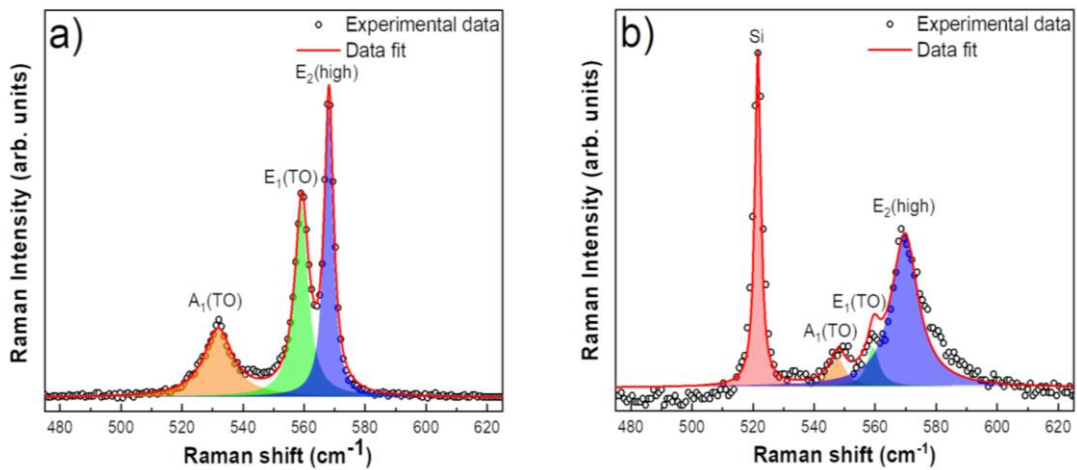 a)
Experimental data
Data fit
E₂(high)
E₁(TO)
A₁(TO)
Raman Intensity (arb. units)
480 500 520 540 560 580 600 620
Raman shift (cm⁻¹)
b)
Si
Experimental data
Data fit
E₂(high)
E₁(TO)
A₁(TO)
Raman Intensity (arb. units)
480 500 520 540 560 580 600 620
Raman shift (cm⁻¹)